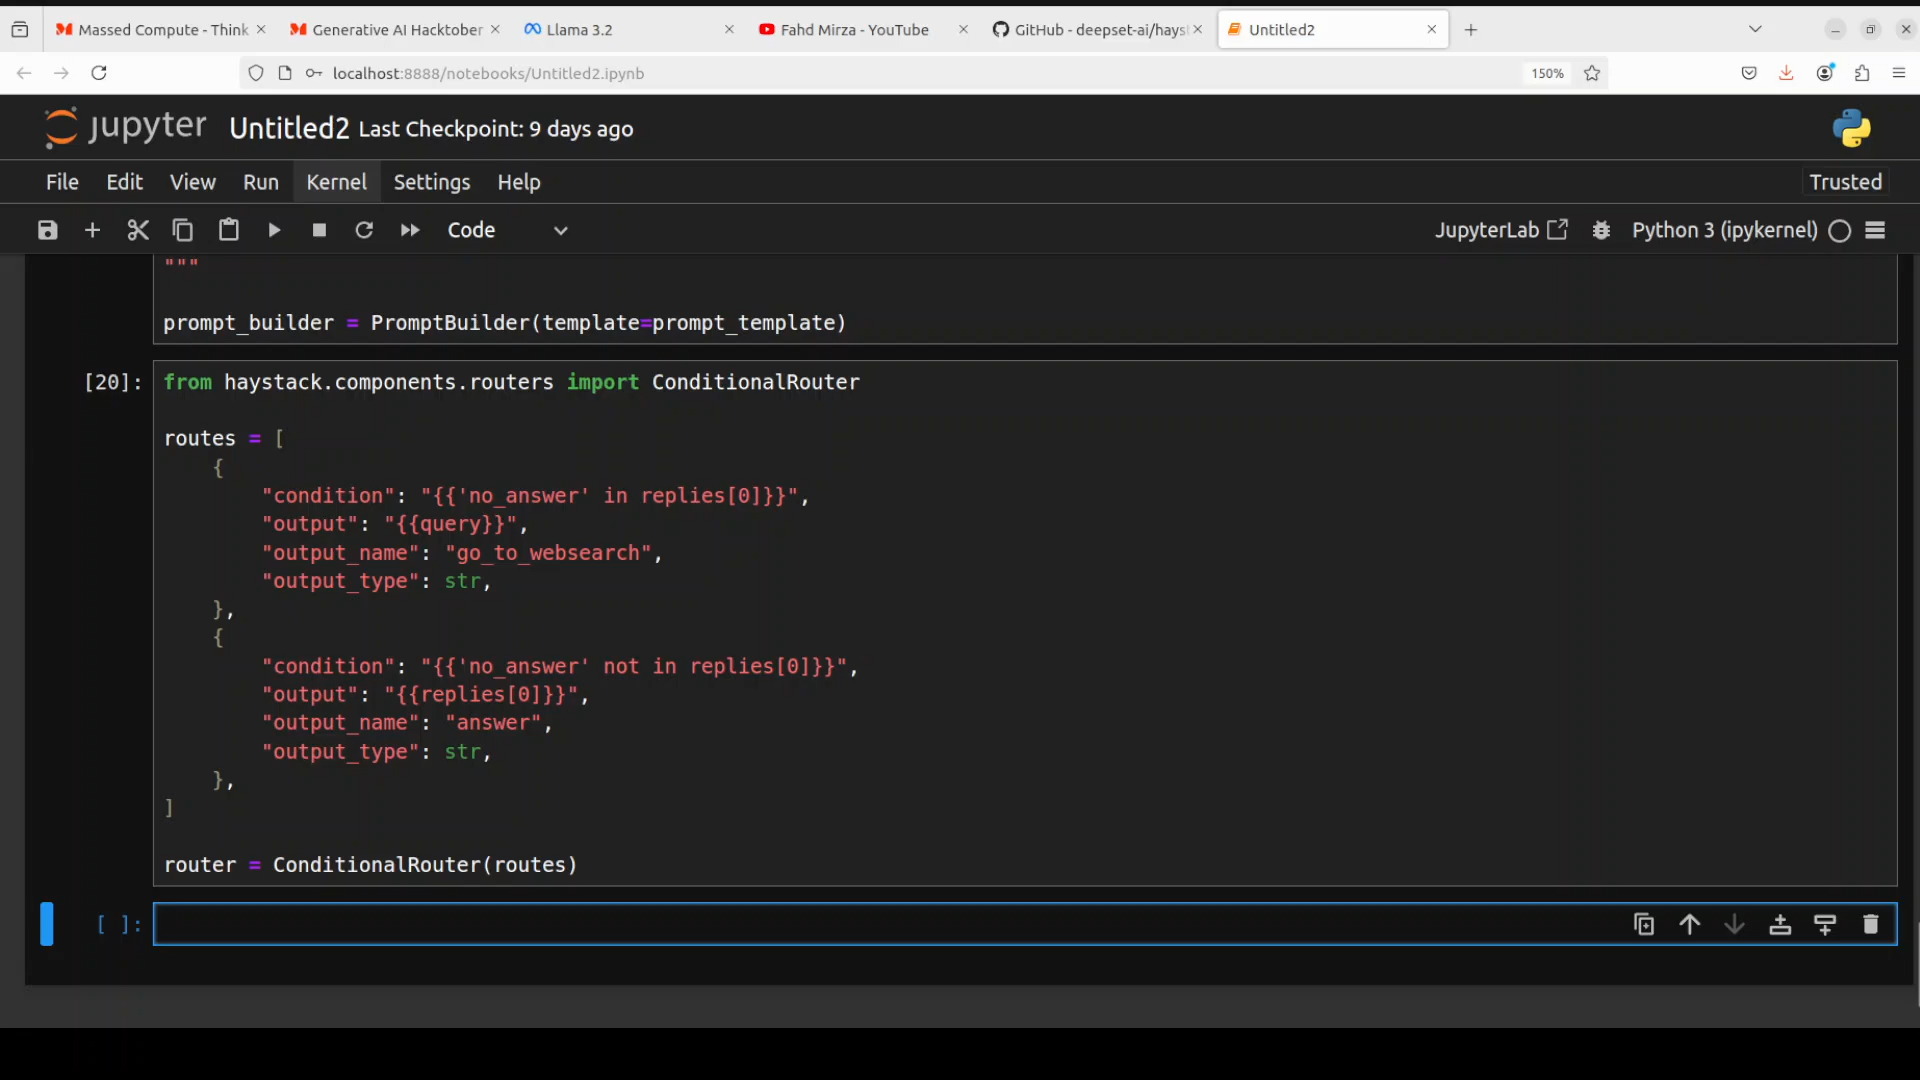 Massed Compute - Think
Generative AI Hacktober
Llama 3.2
Fahd Mirza - YouTube
GitHub - deepset-ai/hays
Untitled2
localhost:8888/notebooks/Untitled2.ipynb
150%
jupyter
Untitled2 Last Checkpoint: 9 days ago
File Edit View Run Kernel Settings Help
Trusted
Code
JupyterLab
Python 3 (ipykernel)
"""
prompt_builder = PromptBuilder(template=prompt_template)
[20]: from haystack.components.routers import ConditionalRouter
routes = [
    {
        "condition": "{{'no_answer' in replies[0]}}",
        "output": "{{query}}",
        "output_name": "go_to_websearch",
        "output_type": str,
    },
    {
        "condition": "{{'no_answer' not in replies[0]}}",
        "output": "{{replies[0]}}",
        "output_name": "answer",
        "output_type": str,
    },
]
router = ConditionalRouter(routes)
[ ]: